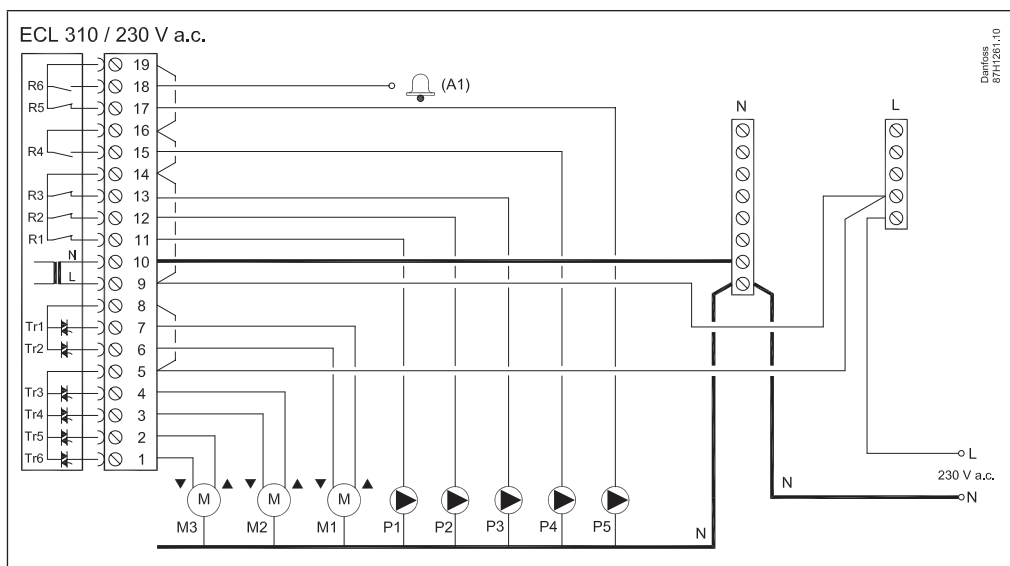 ECL 310 / 230 V a.c.
Danfoss
87H1261.10
19
R6 18 (A1)
R5 17
N
L
16
R4 15
14
R3 13
R2 12
R1 11
N 10
L 9
8
Tr1 7
Tr2 6
5
Tr3 4
Tr4 3
Tr5 2
Tr6 1
L
230 V a.c.
N N
M M M
M3 M2 M1 P1 P2 P3 P4 P5
N